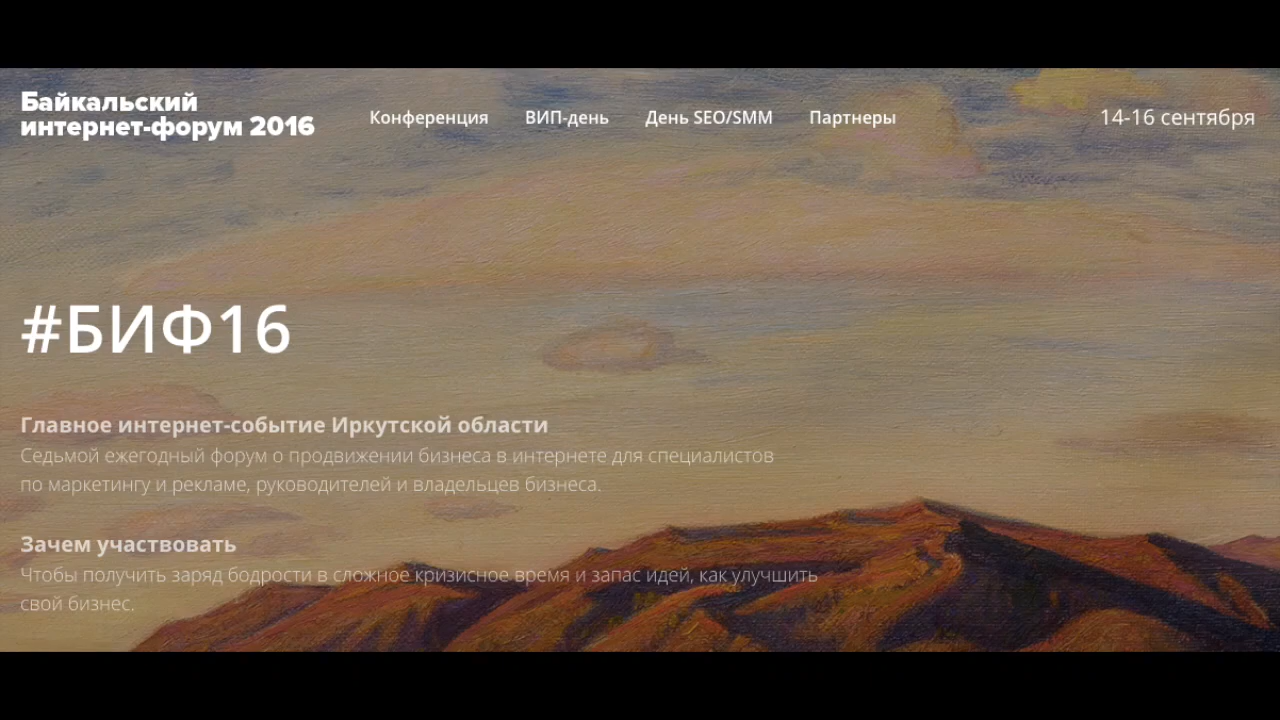 Байкальский
интернет-форум 2016
Конференция ВИП-день День SEO/SMM Партнеры 14-16 сентября
#БИФ16
Главное интернет-событие Иркутской области
Седьмой ежегодный форум о продвижении бизнеса в интернете для специалистов
по маркетингу и рекламе, руководителей и владельцев бизнеса.
Зачем участвовать
Чтобы получить заряд бодрости в сложное кризисное время и запас идей, как улучшить
свой бизнес.